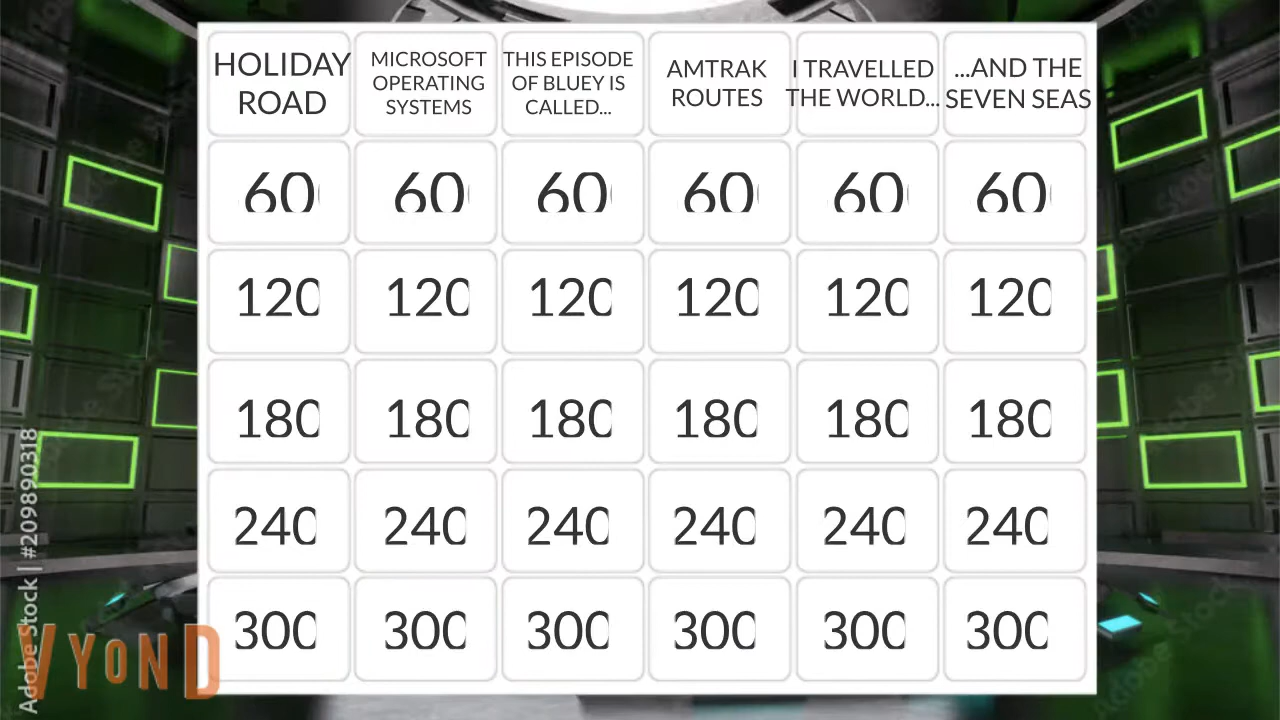 HOLIDAY
ROAD
MICROSOFT
OPERATING
SYSTEMS
THIS EPISODE
OF BLUEY IS
CALLED...
AMTRAK
ROUTES
I TRAVELLED
THE WORLD...
...AND THE
SEVEN SEAS
60 60 60 60 60 60
120 120 120 120 120 120
180 180 180 180 180 180
240 240 240 240 240 240
300 300 300 300 300 300
VYOND
Adobe Stock | #209890318